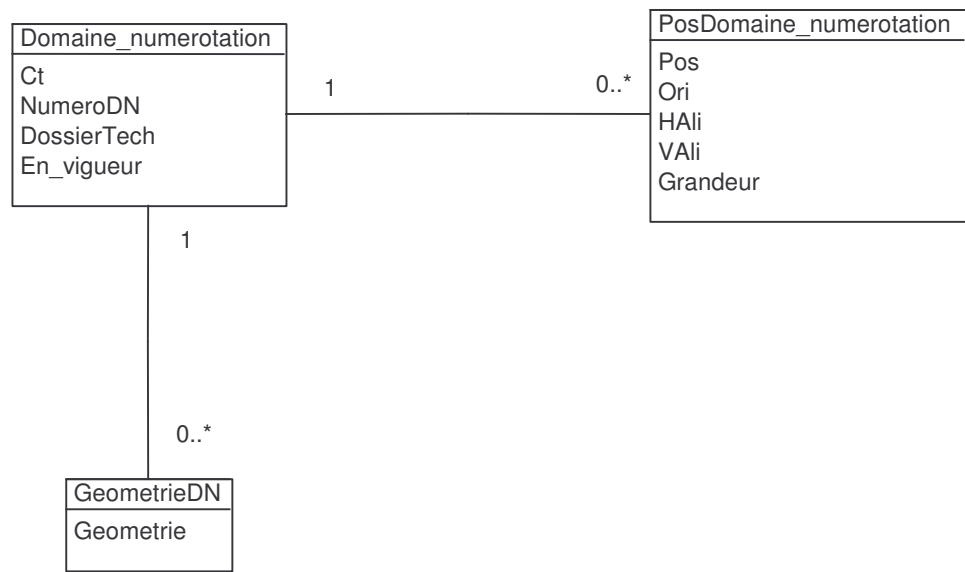 Domaine_numerotation
Ct
NumeroDN
DossierTech
En_vigueur
1
0..*
PosDomaine_numerotation
Pos
Ori
HAli
VAli
Grandeur
1
0..*
GeometrieDN
Geometrie